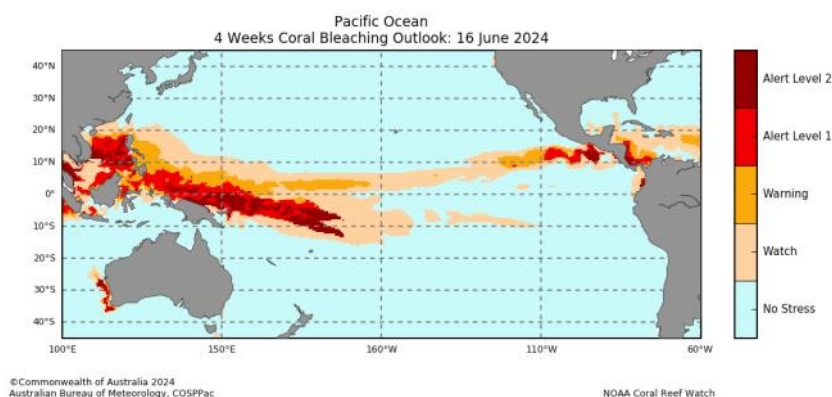 Pacific Ocean
4 Weeks Coral Bleaching Outlook: 16 June 2024
40°N
30°N
20°N
10°N
0°
10°S
20°S
30°S
40°S
100°E
150°E
160°W
110°W
60°W
Alert Level 2
Alert Level 1
Warning
Watch
No Stress
©Commonwealth of Australia 2024
Australian Bureau of Meteorology, COSPPac
NOAA Coral Reef Watch